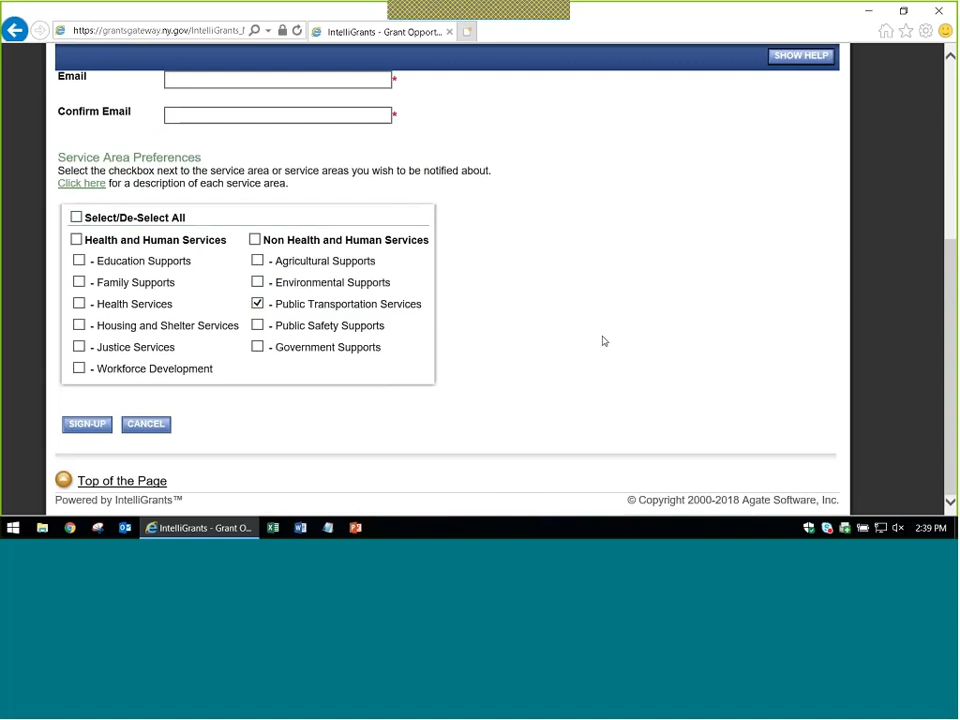 https://grantsgateway.ny.gov/IntelliGrants_
IntelliGrants - Grant Opport...
SHOW HELP
Email
*
Confirm Email
*
Service Area Preferences
Select the checkbox next to the service area or service areas you wish to be notified about.
Click here for a description of each service area.
Select/De-Select All
Health and Human Services
Non Health and Human Services
- Education Supports
- Agricultural Supports
- Family Supports
- Environmental Supports
- Health Services
- Public Transportation Services
- Housing and Shelter Services
- Public Safety Supports
- Justice Services
- Government Supports
- Workforce Development
SIGN-UP
CANCEL
Top of the Page
Powered by IntelliGrants™
© Copyright 2000-2018 Agate Software, Inc.
IntelliGrants - Grant O...
2:39 PM